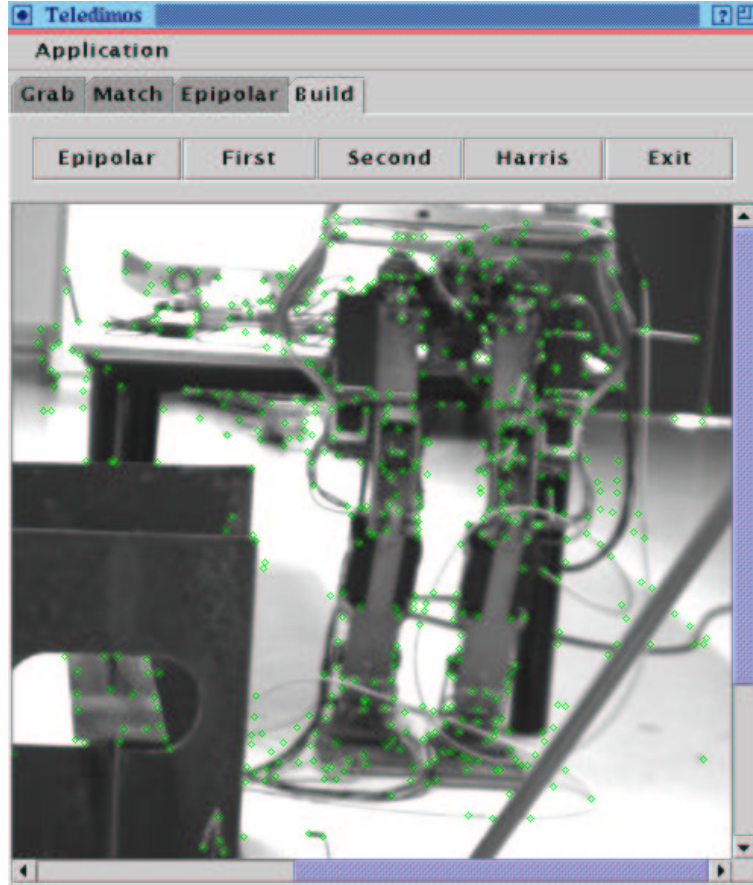 Teledimos
Application
Grab Match Epipolar Build
Epipolar First Second Harris Exit